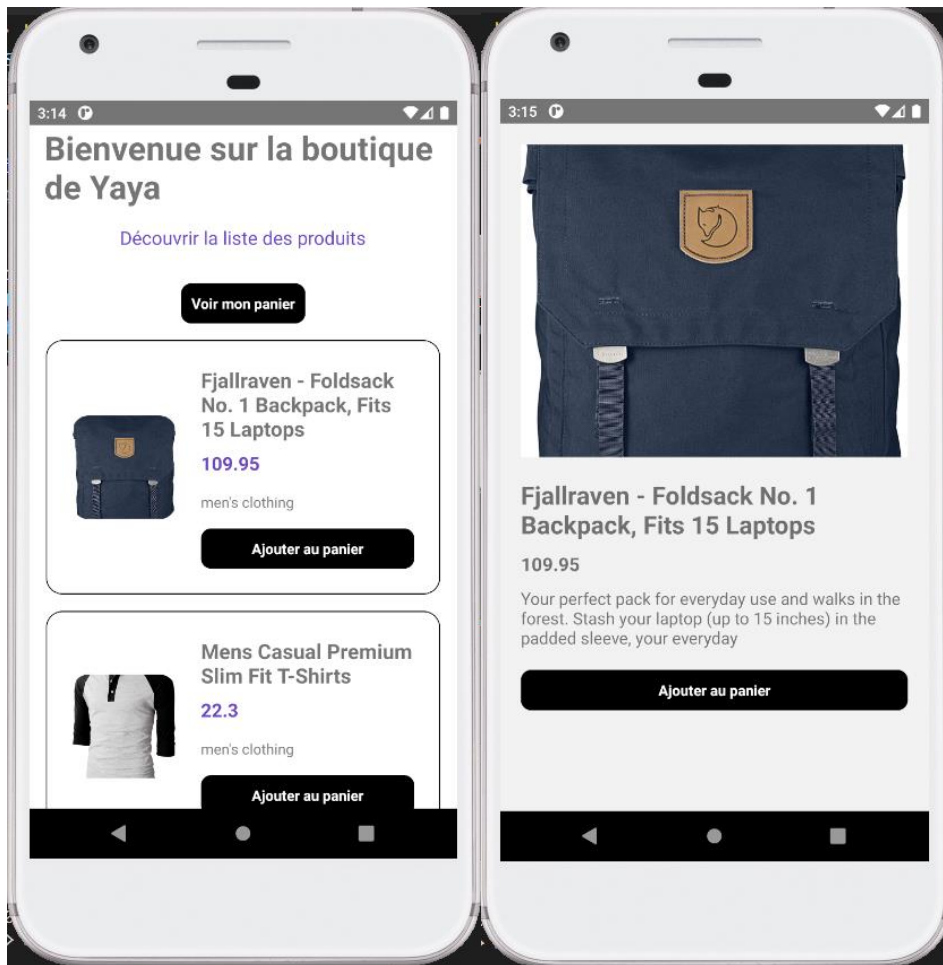 3:14
Bienvenue sur la boutique
de Yaya
Découvrir la liste des produits
Voir mon panier
Fjallraven - Foldsack
No. 1 Backpack, Fits
15 Laptops
109.95
men's clothing
Ajouter au panier
Mens Casual Premium
Slim Fit T-Shirts
22.3
men's clothing
Ajouter au panier
3:15
Fjallraven - Foldsack No. 1
Backpack, Fits 15 Laptops
109.95
Your perfect pack for everyday use and walks in the
forest. Stash your laptop (up to 15 inches) in the
padded sleeve, your everyday
Ajouter au panier